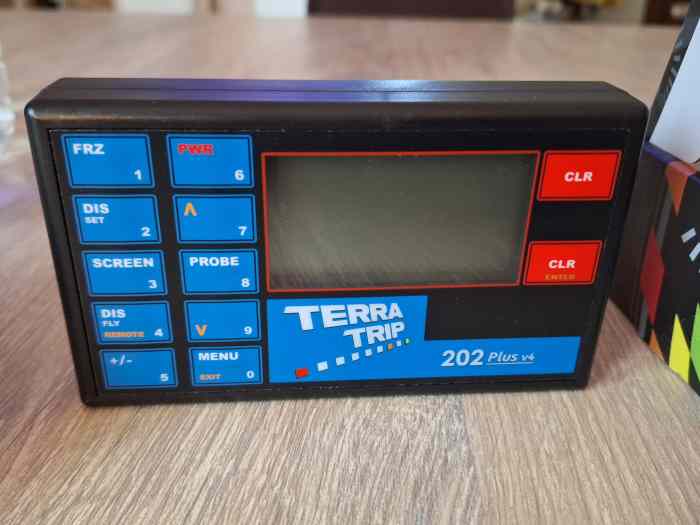 FRZ
1
PWR
6
DIS
SET
2
Λ
7
SCREEN
3
PROBE
8
DIS
FLY
REMOTE 4
V 9
+/-
5
MENU
EXIT 0
CLR
CLR
ENTER
TERRA
TRIP
202 Plus v4